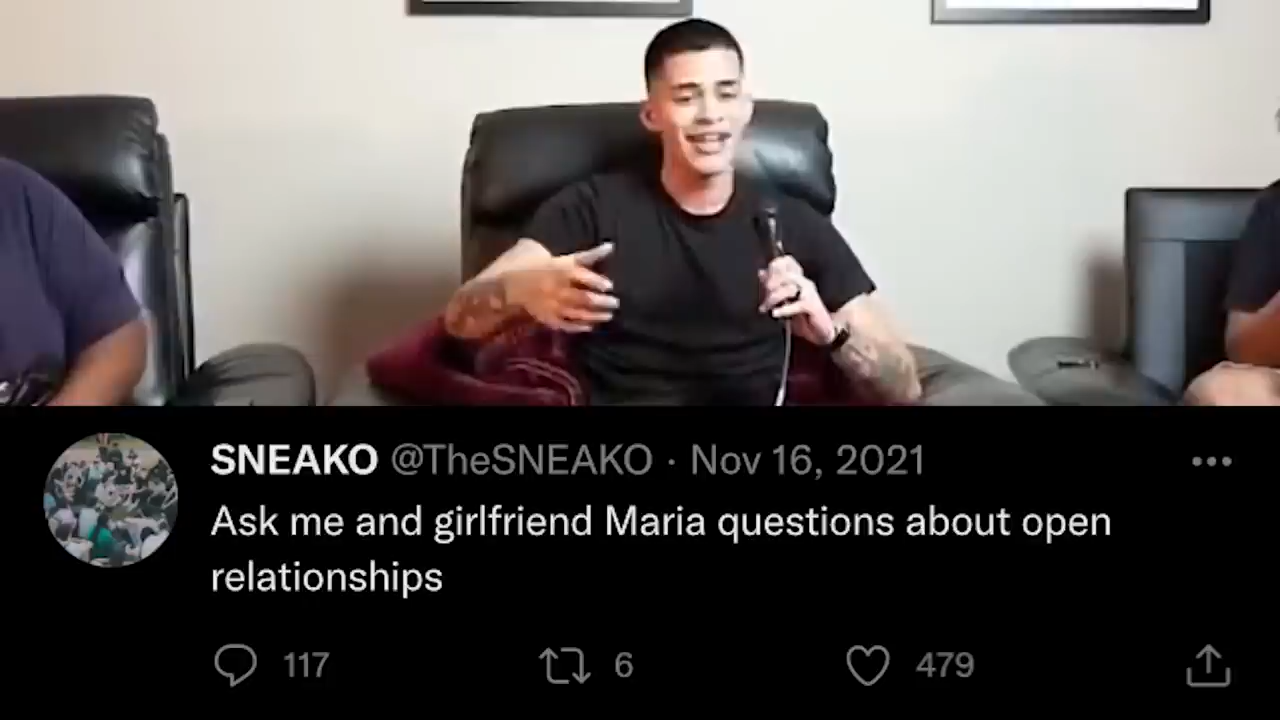 SNEAKO @TheSNEAKO · Nov 16, 2021
Ask me and girlfriend Maria questions about open
relationships
117 6 479